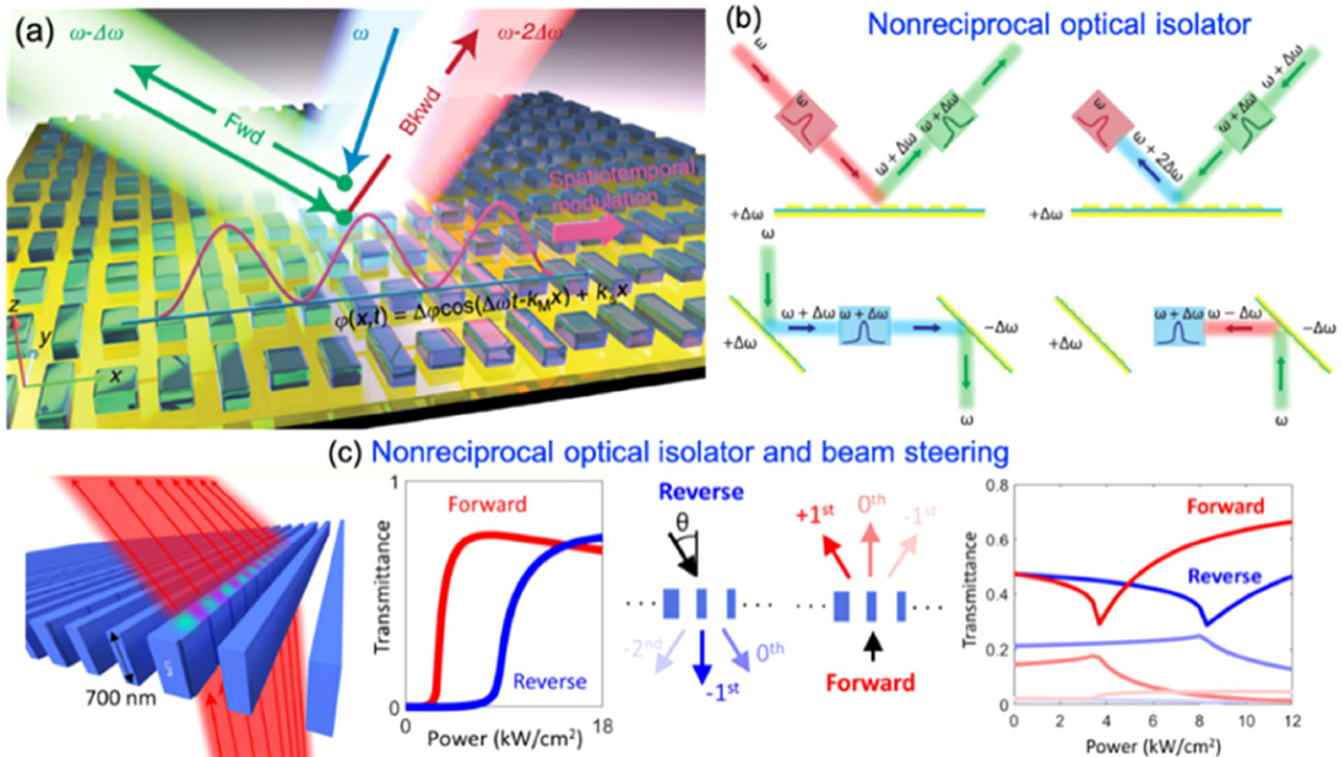 (a)
ω-Δω
ω
ω-2Δω
Fwd
Bkwd
Spatiotemporal
modulation
φ(x,t) = Δφcos(Δωt-kMx) + ksx
z
y
x
(b)
Nonreciprocal optical isolator
ω
ω
ω + Δω
ω + Δω
+Δω
ω + Δω
ω + Δω
ω
ω + 2Δω
+Δω
ω
ω + Δω
ω + Δω
+Δω
−Δω
ω
ω + Δω
ω − Δω
+Δω
−Δω
ω
(c) Nonreciprocal optical isolator and beam steering
700 nm
Transmittance
1
0
Forward
Reverse
0
18
Power (kW/cm²)
Reverse
θ
-2nd
-1st
0th
+1st
0th
-1st
Forward
Transmittance
0.8
0.6
0.4
0.2
0
Forward
Reverse
0 2 4 6 8 10 12
Power (kW/cm²)